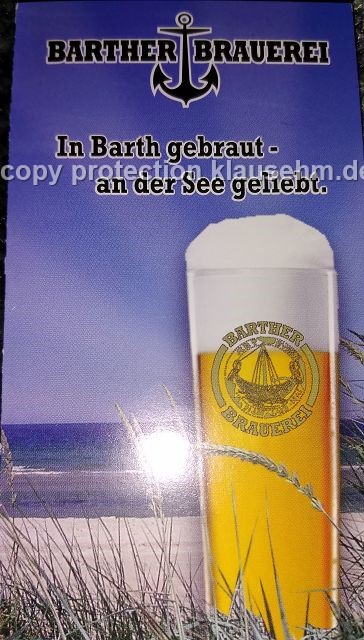 BARTHER BRAUEREI
In Barth gebraut -
copy protection klausehm.de
an der See geliebt.
BARTHER
BRAUEREI